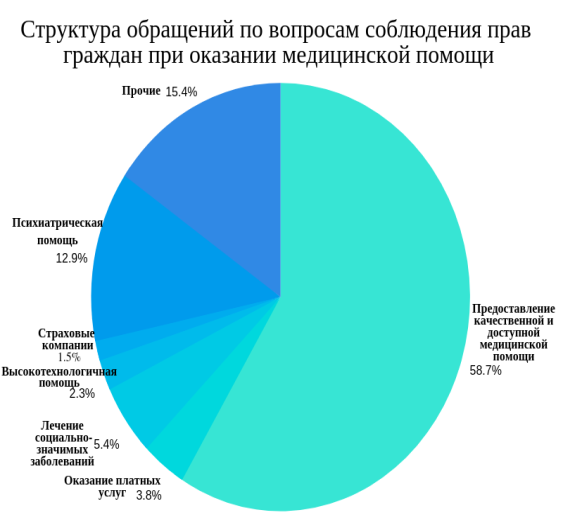 Структура обращений по вопросам соблюдения прав
граждан при оказании медицинской помощи
Прочие 15.4%
Психиатрическая
помощь
12.9%
Страховые
компании
1.5%
Высокотехнологичная
помощь
2.3%
Лечение
социально-
значимых
заболеваний
5.4%
Оказание платных
услуг 3.8%
Предоставление
качественной и
доступной
медицинской
помощи
58.7%